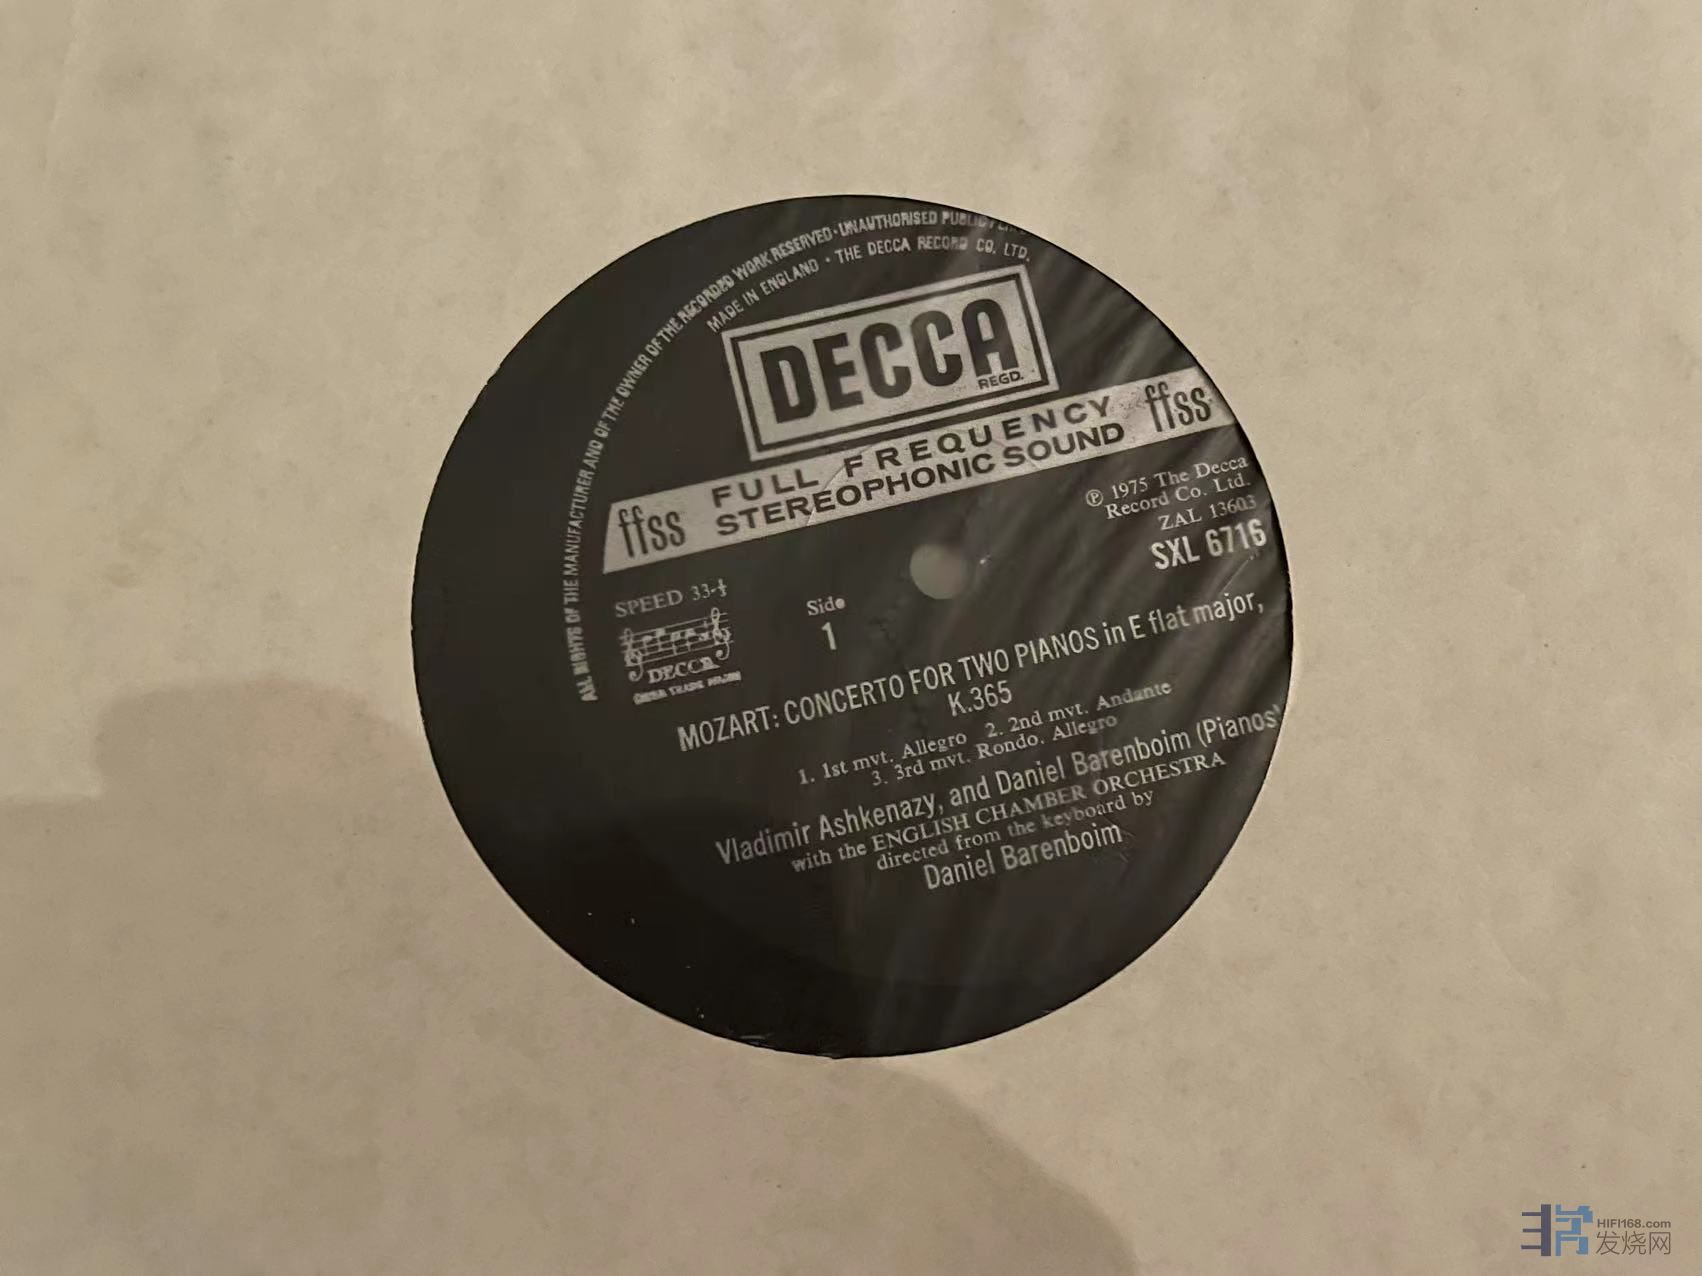 ALL RIGHTS OF THE MANUFACTURER AND OF THE OWNER OF THE RECORDED WORK RESERVED · UNAUTHORISED
MADE IN ENGLAND · THE DECCA RECORD CO. LTD.
DECCA
REGD.
ffss FULL FREQUENCY ffss
STEREOPHONIC SOUND
℗ 1975 The Decca
Record Co. Ltd.
ZAL 13603
SXL 6716
SPEED 33⅓
DECCA
Side
1
MOZART: CONCERTO FOR TWO PIANOS in E flat major,
K.365
1. 1st mvt. Allegro 2. 2nd mvt. Andante
3. 3rd mvt. Rondo. Allegro
Vladimir Ashkenazy, and Daniel Barenboim (Pianos)
with the ENGLISH CHAMBER ORCHESTRA
directed from the keyboard by
Daniel Barenboim
HIFI168.com
发烧网